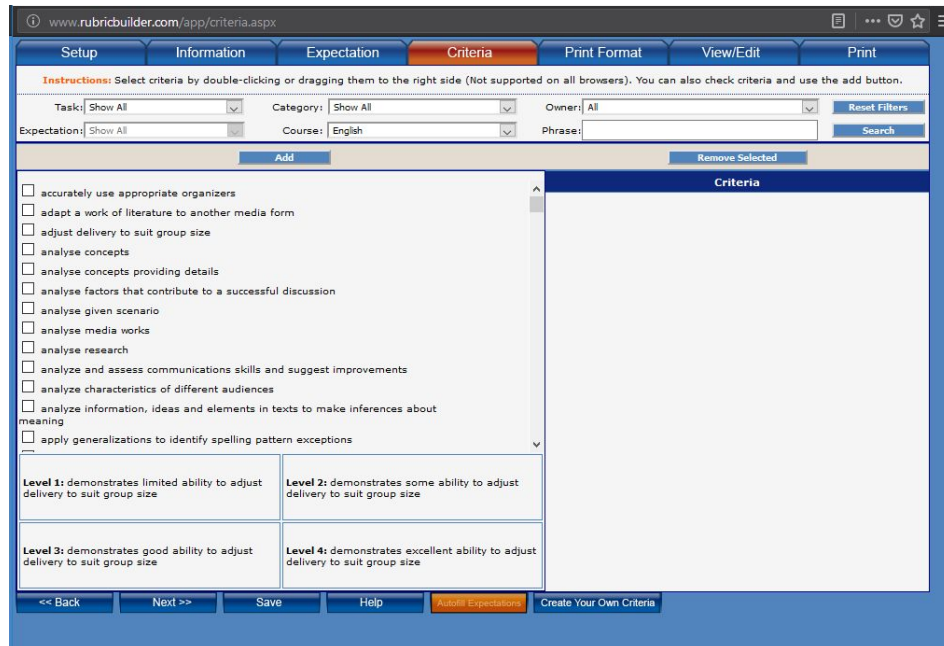 www.rubricbuilder.com/app/criteria.aspx
Setup Information Expectation Criteria Print Format View/Edit Print
Instructions: Select criteria by double-clicking or dragging them to the right side (Not supported on all browsers). You can also check criteria and use the add button.
Task: Show All Category: Show All Owner: All Reset Filters
Expectation: Show All Course: English Phrase: Search
Add Remove Selected
Criteria
accurately use appropriate organizers
adapt a work of literature to another media form
adjust delivery to suit group size
analyse concepts
analyse concepts providing details
analyse factors that contribute to a successful discussion
analyse given scenario
analyse media works
analyse research
analyze and assess communications skills and suggest improvements
analyze characteristics of different audiences
analyze information, ideas and elements in texts to make inferences about
meaning
apply generalizations to identify spelling pattern exceptions
Level 1: demonstrates limited ability to adjust
delivery to suit group size
Level 2: demonstrates some ability to adjust
delivery to suit group size
Level 3: demonstrates good ability to adjust
delivery to suit group size
Level 4: demonstrates excellent ability to adjust
delivery to suit group size
<< Back Next >> Save Help Autofill Expectations Create Your Own Criteria